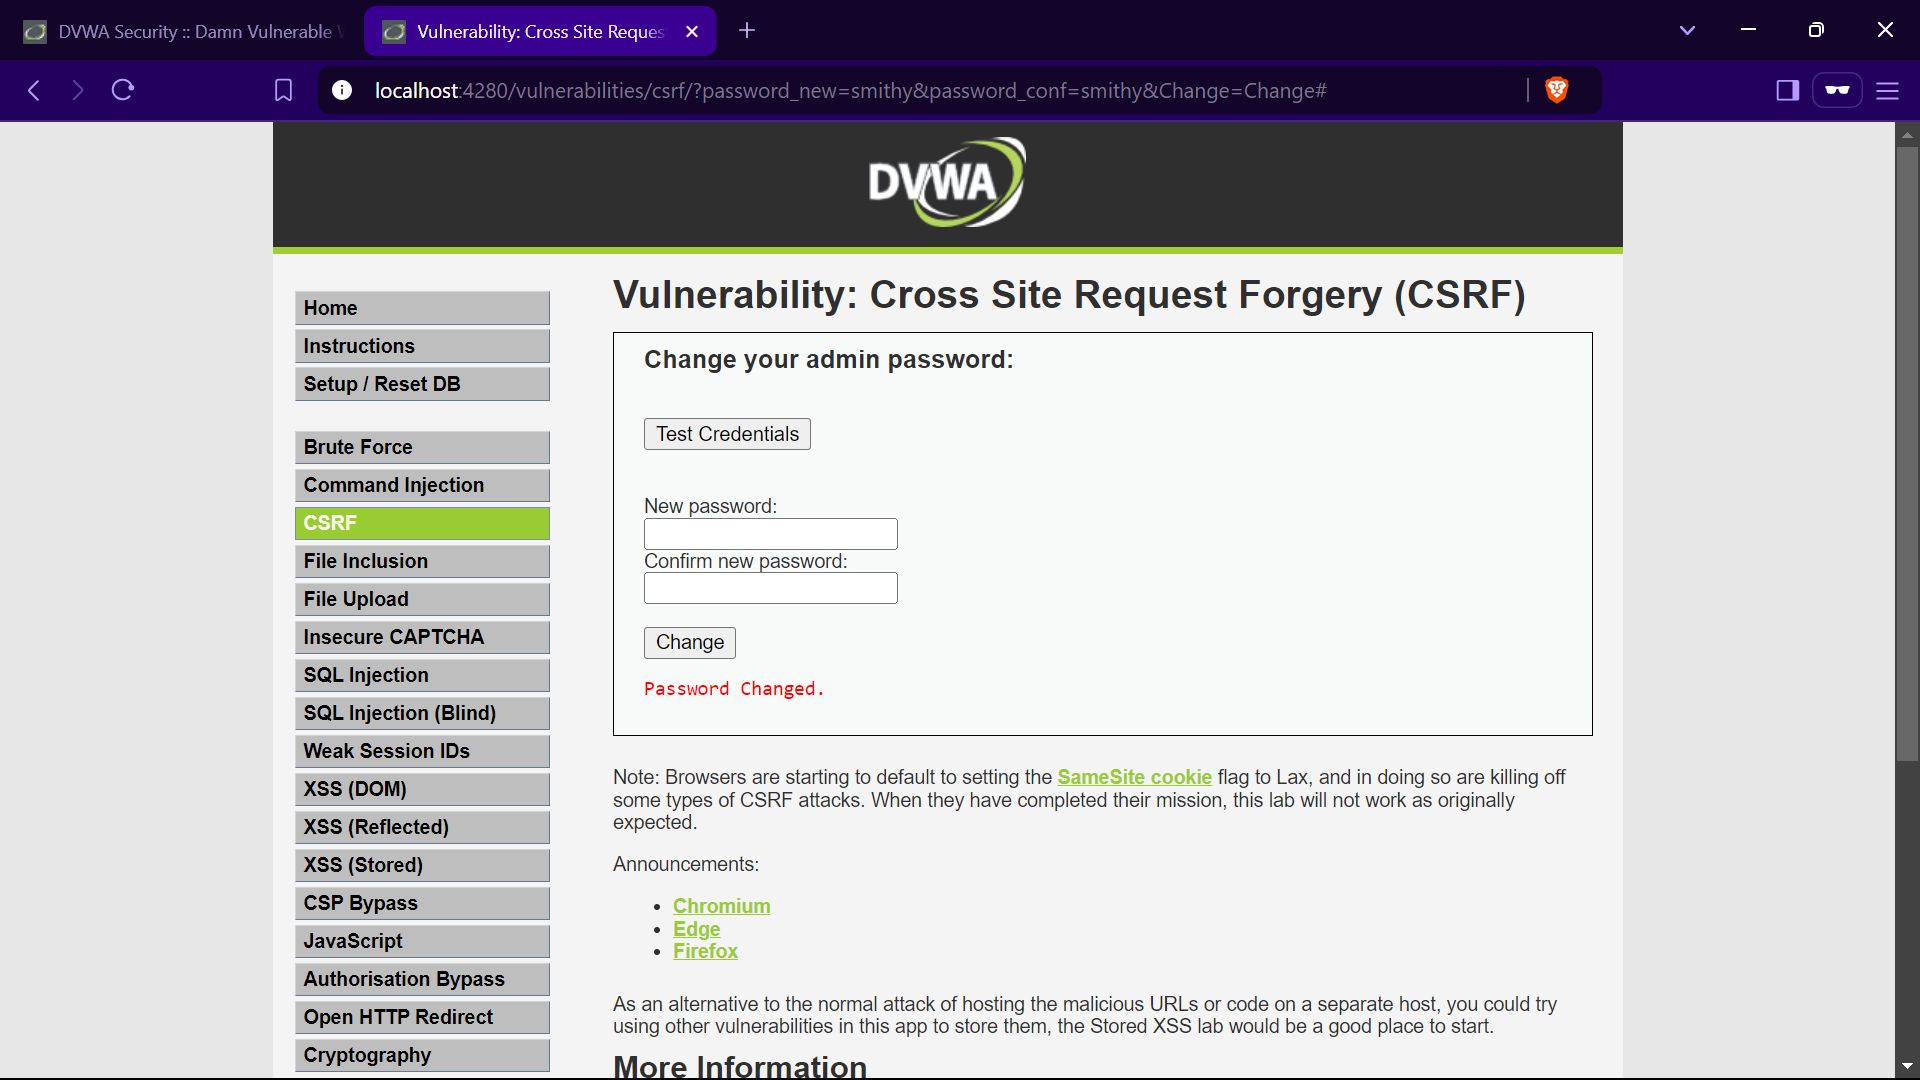 DVWA Security :: Damn Vulnerable
Vulnerability: Cross Site Reques
localhost:4280/vulnerabilities/csrf/?password_new=smithy&password_conf=smithy&Change=Change#
DVWA
Home
Instructions
Setup / Reset DB
Brute Force
Command Injection
CSRF
File Inclusion
File Upload
Insecure CAPTCHA
SQL Injection
SQL Injection (Blind)
Weak Session IDs
XSS (DOM)
XSS (Reflected)
XSS (Stored)
CSP Bypass
JavaScript
Authorisation Bypass
Open HTTP Redirect
Cryptography
Vulnerability: Cross Site Request Forgery (CSRF)
Change your admin password:
Test Credentials
New password:
Confirm new password:
Change
Password Changed.
Note: Browsers are starting to default to setting the SameSite cookie flag to Lax, and in doing so are killing off
some types of CSRF attacks. When they have completed their mission, this lab will not work as originally
expected.
Announcements:
• Chromium
• Edge
• Firefox
As an alternative to the normal attack of hosting the malicious URLs or code on a separate host, you could try
using other vulnerabilities in this app to store them, the Stored XSS lab would be a good place to start.
More Information